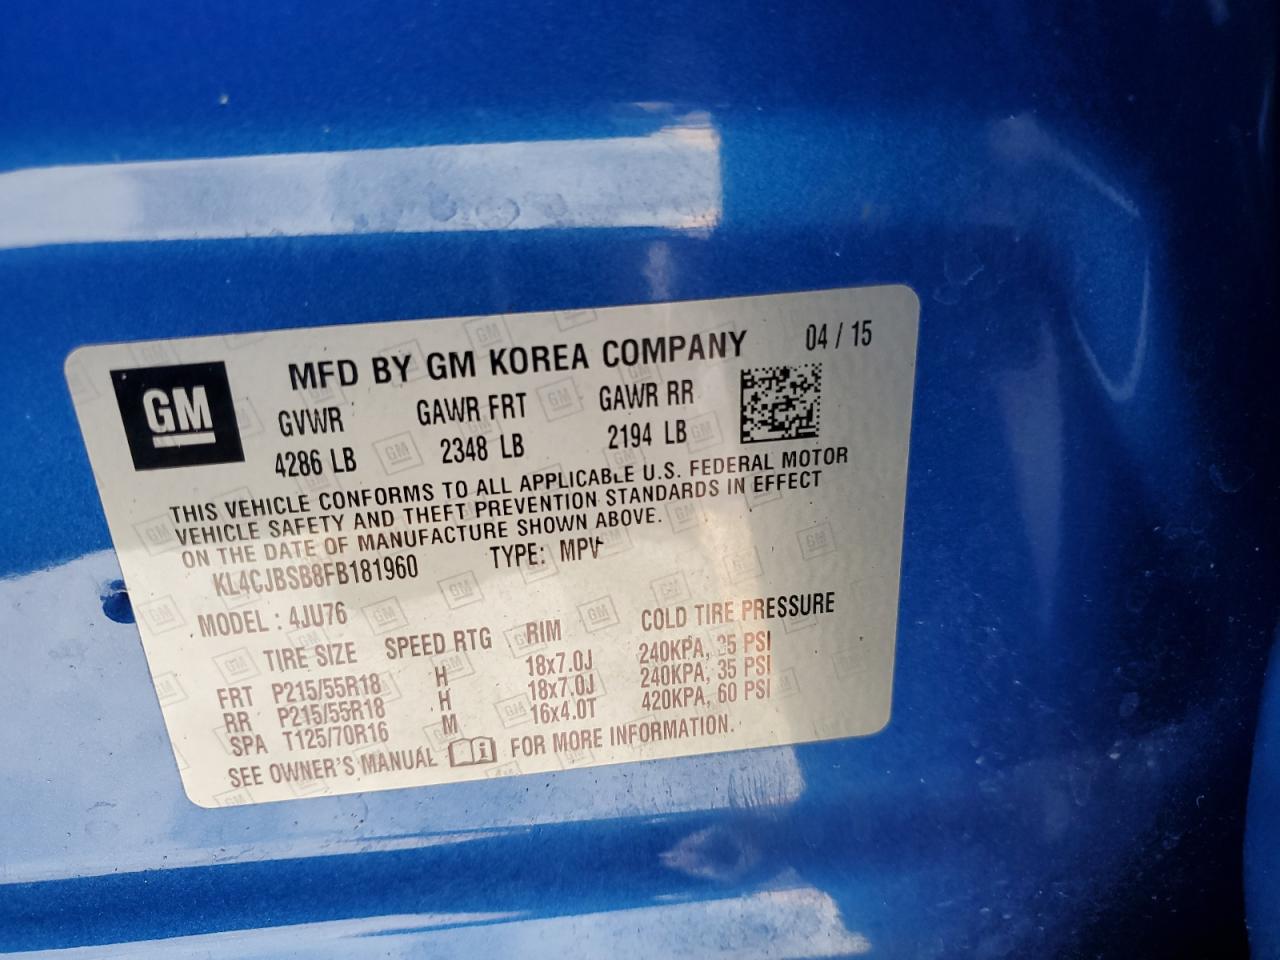 GM
MFD BY GM KOREA COMPANY 04 / 15
GVWR GAWR FRT GAWR RR
4286 LB 2348 LB 2194 LB
THIS VEHICLE CONFORMS TO ALL APPLICABLE U.S. FEDERAL MOTOR
VEHICLE SAFETY AND THEFT PREVENTION STANDARDS IN EFFECT
ON THE DATE OF MANUFACTURE SHOWN ABOVE.
KL4CJBSB8FB181960 TYPE: MPV
MODEL : 4JU76
TIRE SIZE SPEED RTG RIM COLD TIRE PRESSURE
FRT P215/55R18 H 18x7.0J 240KPA, 35 PSI
RR P215/55R18 H 18x7.0J 240KPA, 35 PSI
SPA T125/70R16 M 16x4.0T 420KPA, 60 PSI
SEE OWNER'S MANUAL FOR MORE INFORMATION.